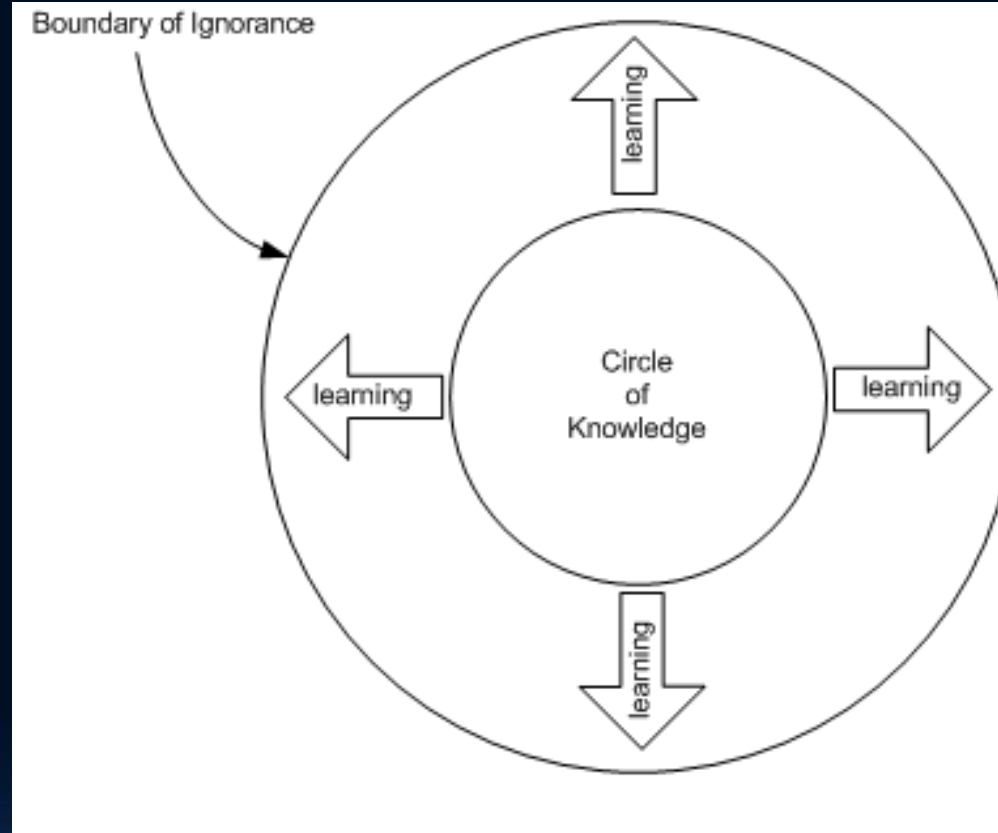 Boundary of Ignorance
learning
learning
Circle
of
Knowledge
learning
learning